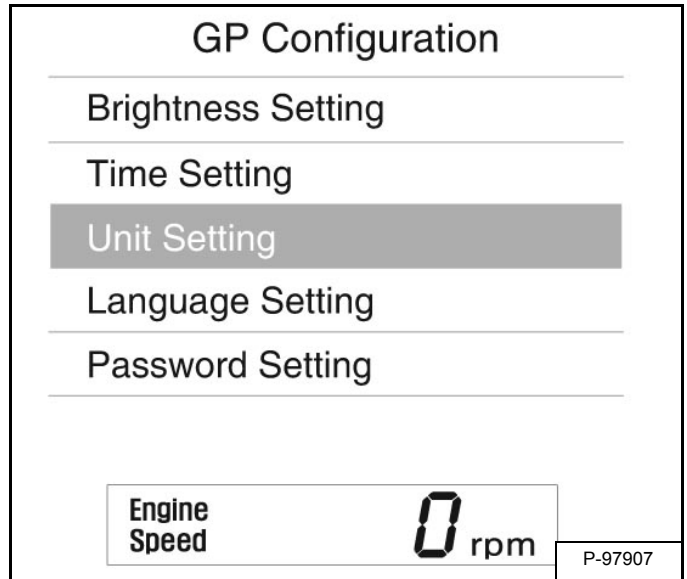 GP Configuration
Brightness Setting
Time Setting
Unit Setting
Language Setting
Password Setting
Engine
Speed
0 rpm
P-97907